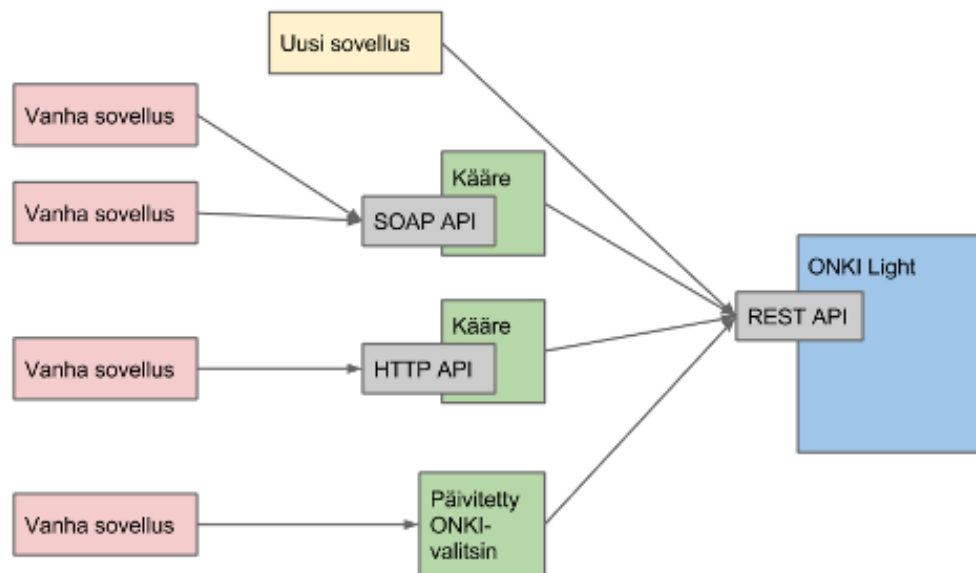 Uusi sovellus
Vanha sovellus
Vanha sovellus
Kääre
SOAP API
ONKI Light
REST API
Kääre
Vanha sovellus
HTTP API
Vanha sovellus
Päivitetty
ONKI-
valitsin